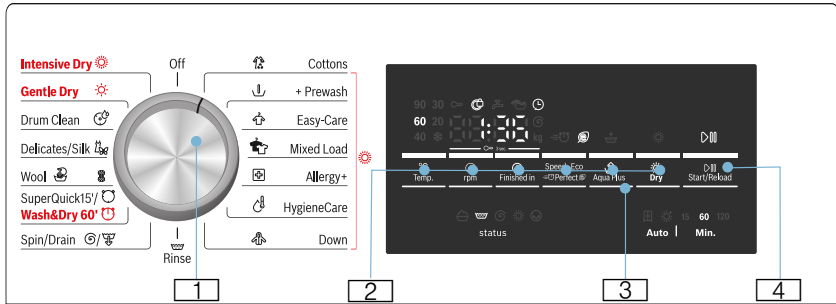 Off
Intensive Dry
Gentle Dry
Drum Clean
Delicates/Silk
Wool
SuperQuick15'/
Wash&Dry 60'
Spin/Drain
Rinse
Cottons
+ Prewash
Easy-Care
Mixed Load
Allergy+
HygieneCare
Down
90 30
60 20
40
1:36
kg
3 sec.
°C
Temp.
rpm
Finished in
Speed/Eco
Perfect
Aqua Plus
Dry
Start/Reload
status
15 60 120
Auto | Min.
1
2
3
4